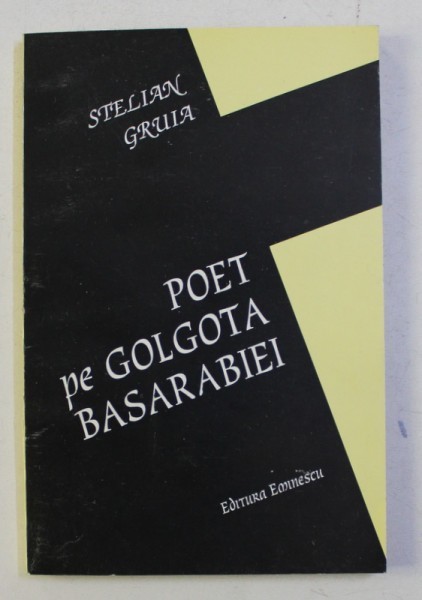 STELIAN
GRUIA
POET
pe GOLGOTA
BASARABIEI
Editura Eminescu